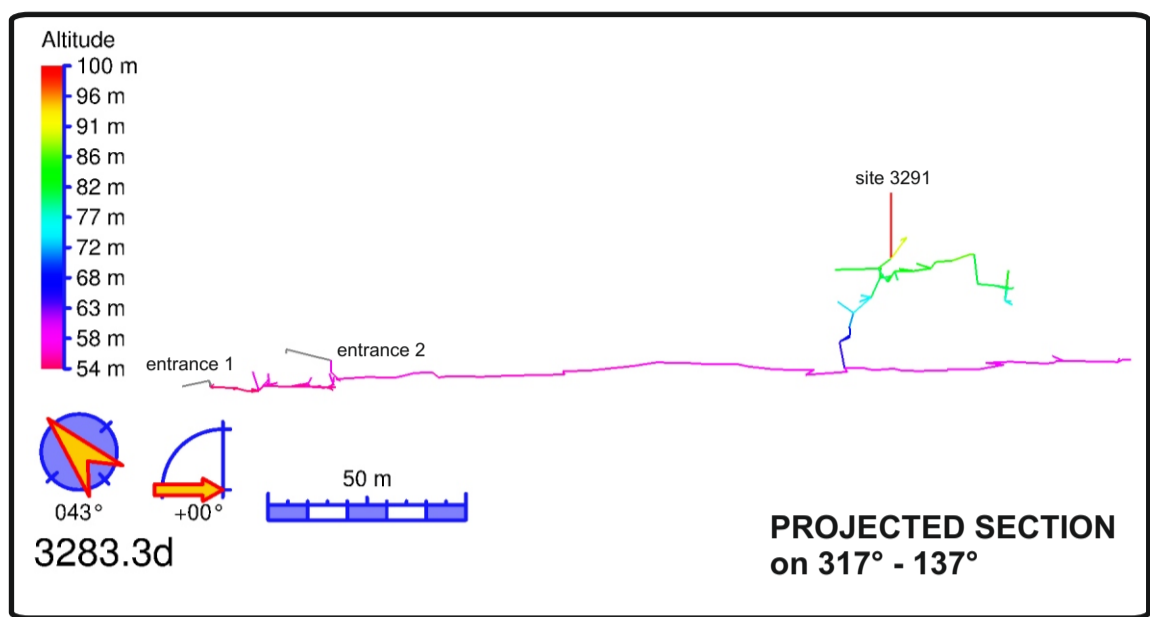 Altitude
100 m
96 m
91 m
86 m
82 m
77 m
72 m
68 m
63 m
58 m
54 m
site 3291
entrance 1
entrance 2
043°
+00°
50 m
3283.3d
PROJECTED SECTION
on 317° - 137°